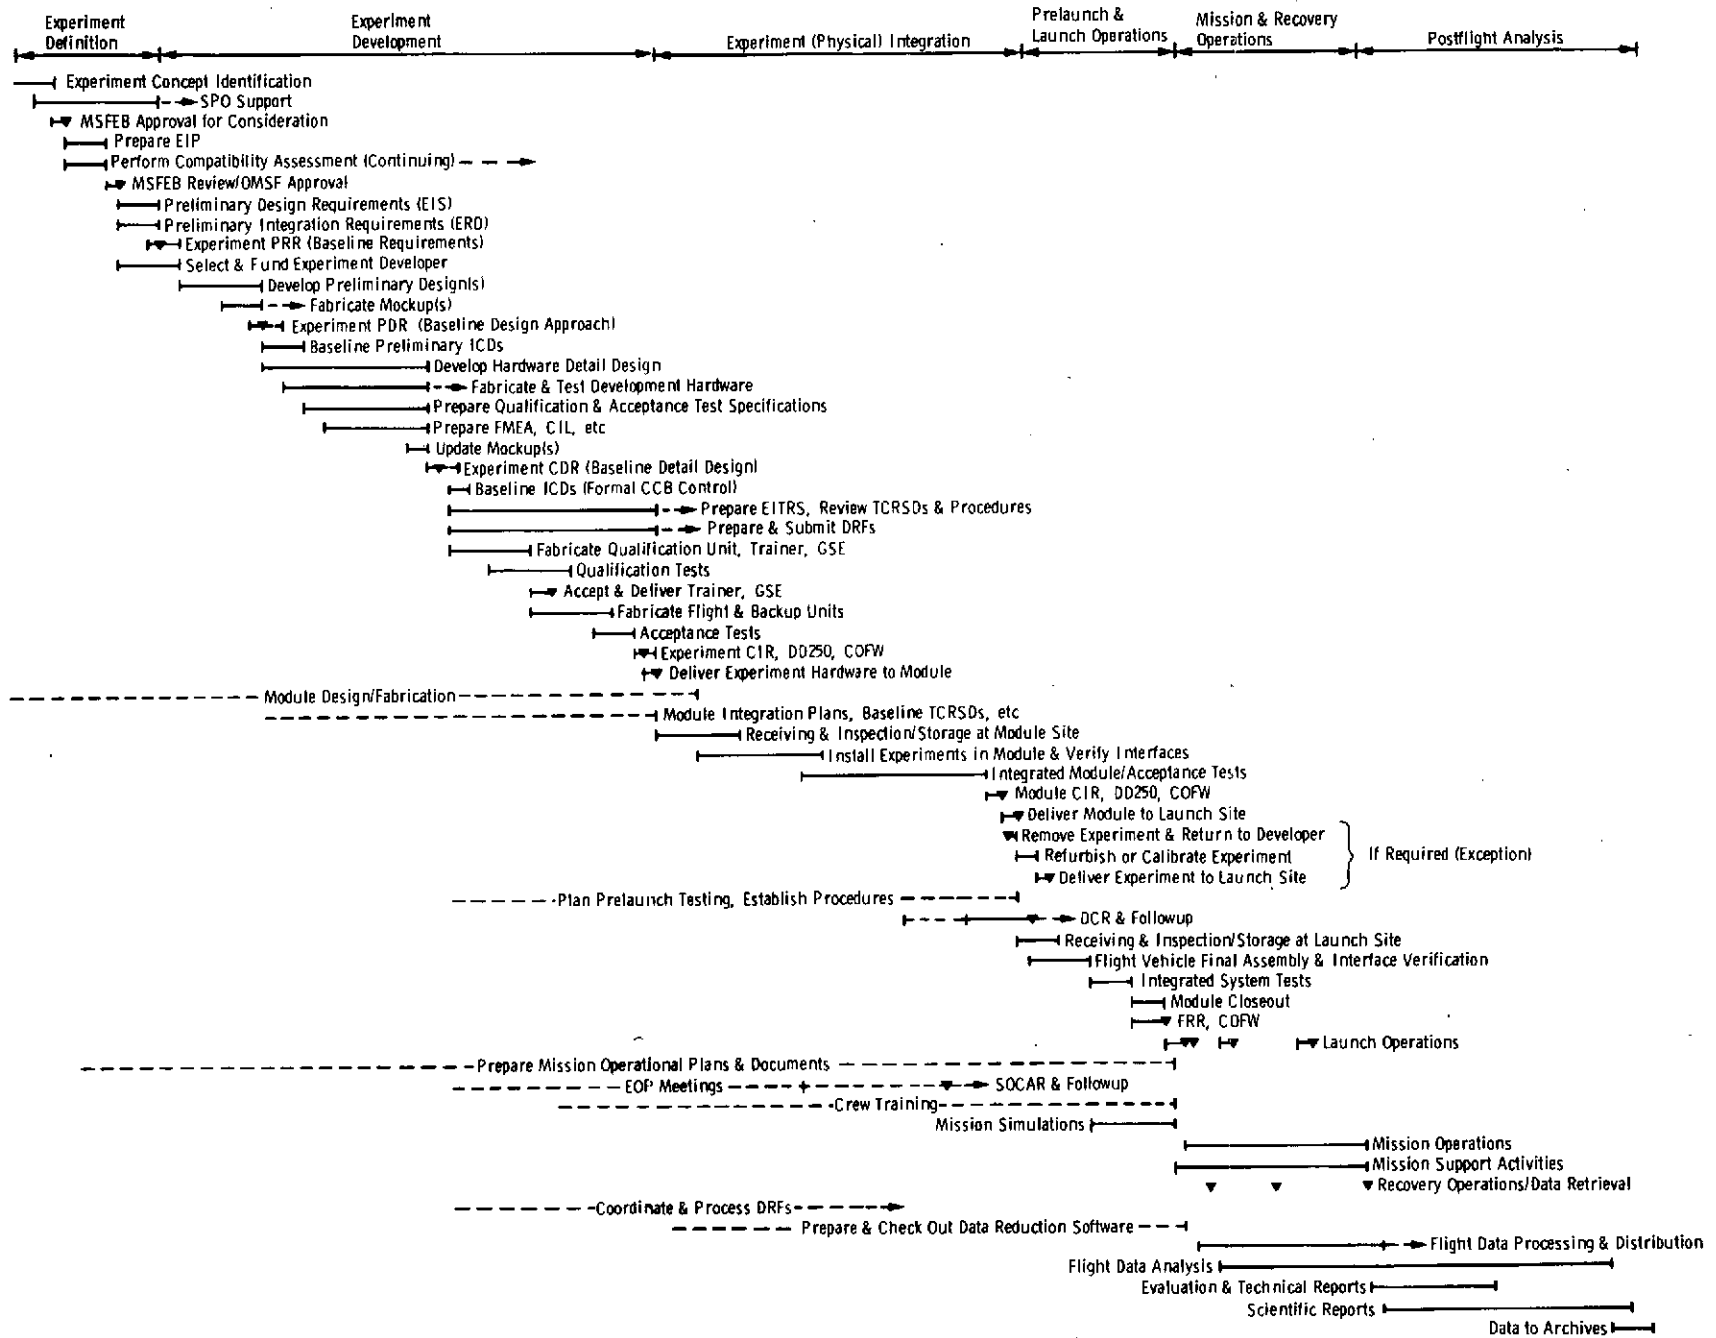 Experiment
Definition
Experiment
Development
Experiment (Physical) Integration
Prelaunch &
Launch Operations
Mission & Recovery
Operations
Postflight Analysis
Experiment Concept Identification
SPO Support
MSFEB Approval for Consideration
Prepare EIP
Perform Compatibility Assessment (Continuing)
MSFEB Review/OMSF Approval
Preliminary Design Requirements (EIS)
Preliminary Integration Requirements (ERD)
Experiment PRR (Baseline Requirements)
Select & Fund Experiment Developer
Develop Preliminary Design(s)
Fabricate Mockup(s)
Experiment PDR (Baseline Design Approach)
Baseline Preliminary ICDs
Develop Hardware Detail Design
Fabricate & Test Development Hardware
Prepare Qualification & Acceptance Test Specifications
Prepare FMEA, CIL, etc
Update Mockup(s)
Experiment CDR (Baseline Detail Design)
Baseline ICDs (Formal CCB Control)
Prepare EITRS, Review TCRSDs & Procedures
Prepare & Submit DRFs
Fabricate Qualification Unit, Trainer, GSE
Qualification Tests
Accept & Deliver Trainer, GSE
Fabricate Flight & Backup Units
Acceptance Tests
Experiment CIR, DD250, COFW
Deliver Experiment Hardware to Module
Module Design/Fabrication
Module Integration Plans, Baseline TCRSDs, etc
Receiving & Inspection/Storage at Module Site
Install Experiments in Module & Verify Interfaces
Integrated Module/Acceptance Tests
Module CIR, DD250, COFW
Deliver Module to Launch Site
Remove Experiment & Return to Developer
Refurbish or Calibrate Experiment
If Required (Exception)
Deliver Experiment to Launch Site
Plan Prelaunch Testing, Establish Procedures
DCR & Followup
Receiving & Inspection/Storage at Launch Site
Flight Vehicle Final Assembly & Interface Verification
Integrated System Tests
Module Closeout
FRR, COFW
Launch Operations
Prepare Mission Operational Plans & Documents
EOP Meetings
SOCAR & Followup
Crew Training
Mission Simulations
Mission Operations
Mission Support Activities
Recovery Operations/Data Retrieval
Coordinate & Process DRFs
Prepare & Check Out Data Reduction Software
Flight Data Processing & Distribution
Flight Data Analysis
Evaluation & Technical Reports
Scientific Reports
Data to Archives